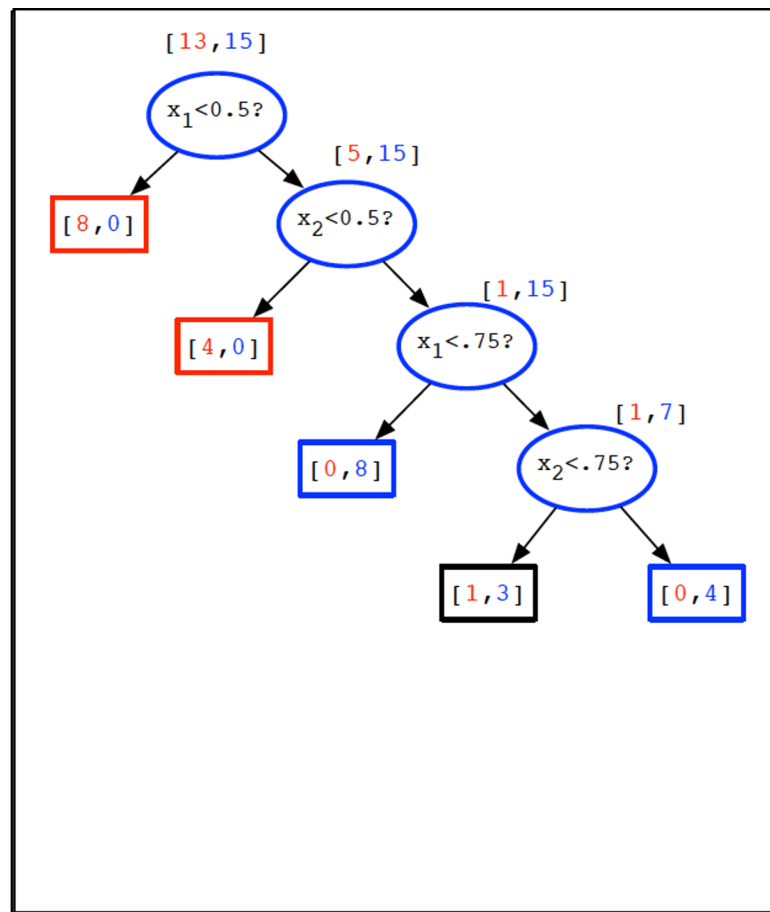 [13,15]
x1<0.5?
[5,15]
[8,0]
x2<0.5?
[1,15]
[4,0]
x1<.75?
[1,7]
[0,8]
x2<.75?
[1,3]
[0,4]